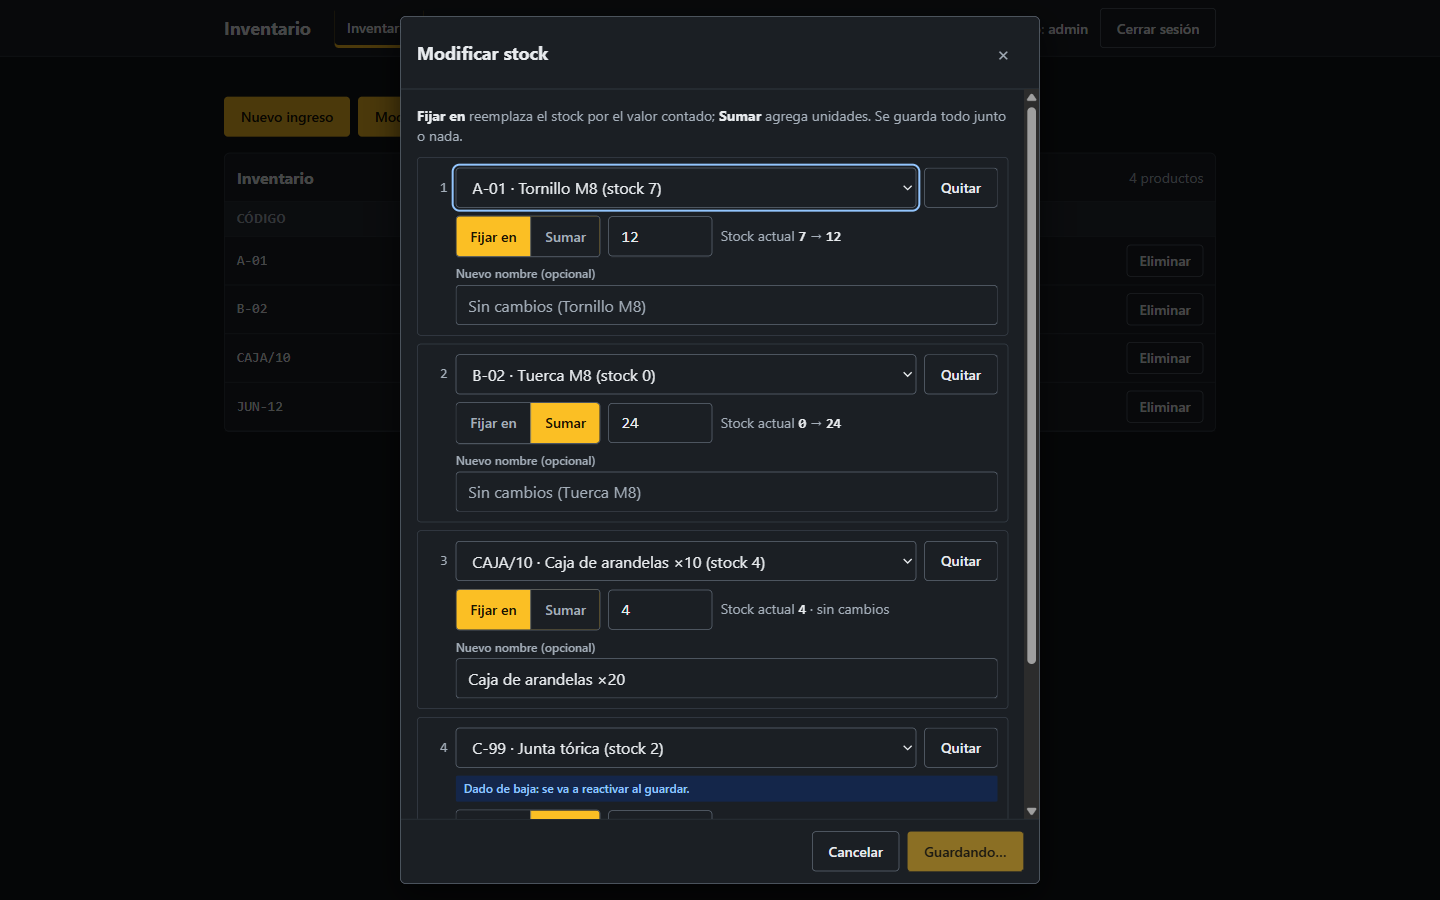 Inventario
: admin
Cerrar sesión
Nuevo ingreso
Inventario
4 productos
CÓDIGO
A-01
Eliminar
B-02
Eliminar
CAJA/10
Eliminar
JUN-12
Eliminar
Modificar stock
×
Fijar en reemplaza el stock por el valor contado; Sumar agrega unidades. Se guarda todo junto
o nada.
1
A-01 · Tornillo M8 (stock 7)
Quitar
Fijar en
Sumar
12
Stock actual 7 → 12
Nuevo nombre (opcional)
Sin cambios (Tornillo M8)
2
B-02 · Tuerca M8 (stock 0)
Quitar
Fijar en
Sumar
24
Stock actual 0 → 24
Nuevo nombre (opcional)
Sin cambios (Tuerca M8)
3
CAJA/10 · Caja de arandelas ×10 (stock 4)
Quitar
Fijar en
Sumar
4
Stock actual 4 · sin cambios
Nuevo nombre (opcional)
Caja de arandelas ×20
4
C-99 · Junta tórica (stock 2)
Quitar
Dado de baja: se va a reactivar al guardar.
Cancelar
Guardando...